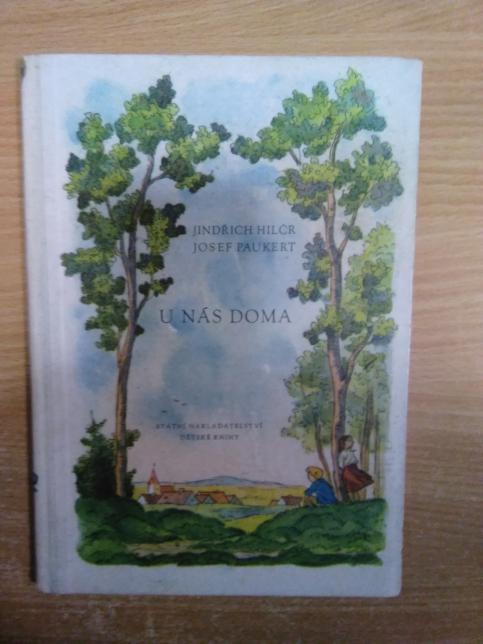 JINDŘICH HILČR
JOSEF PAUKERT
U NÁS DOMA
STÁTNÍ NAKLADATELSTVÍ
DĚTSKÉ KNIHY